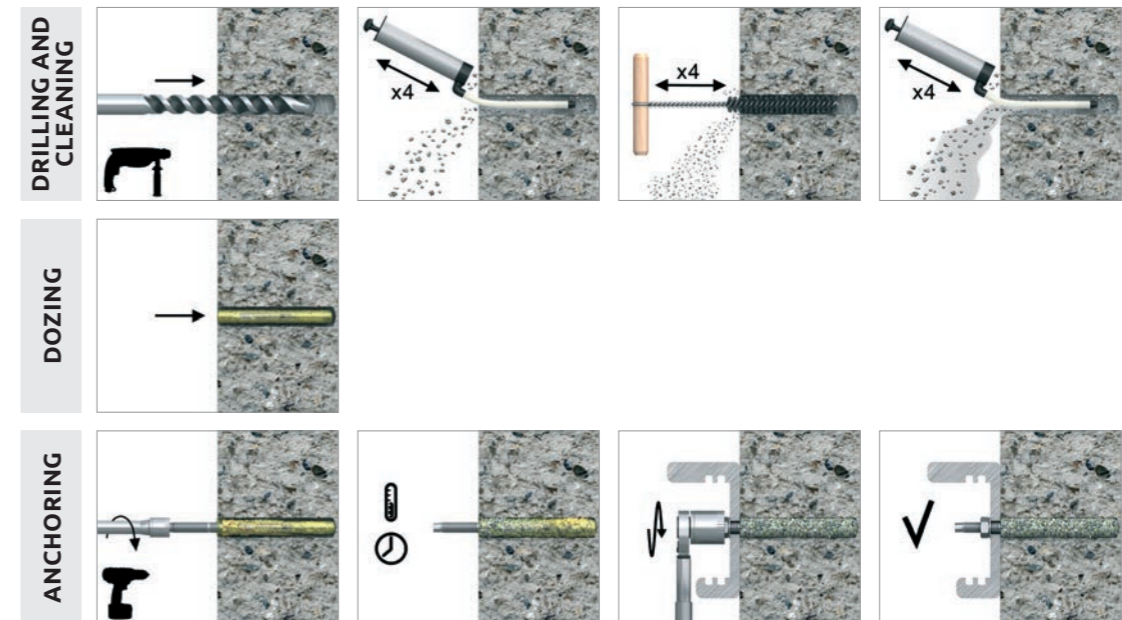 DRILLING AND
CLEANING
x4
x4
x4
DOZING
ANCHORING